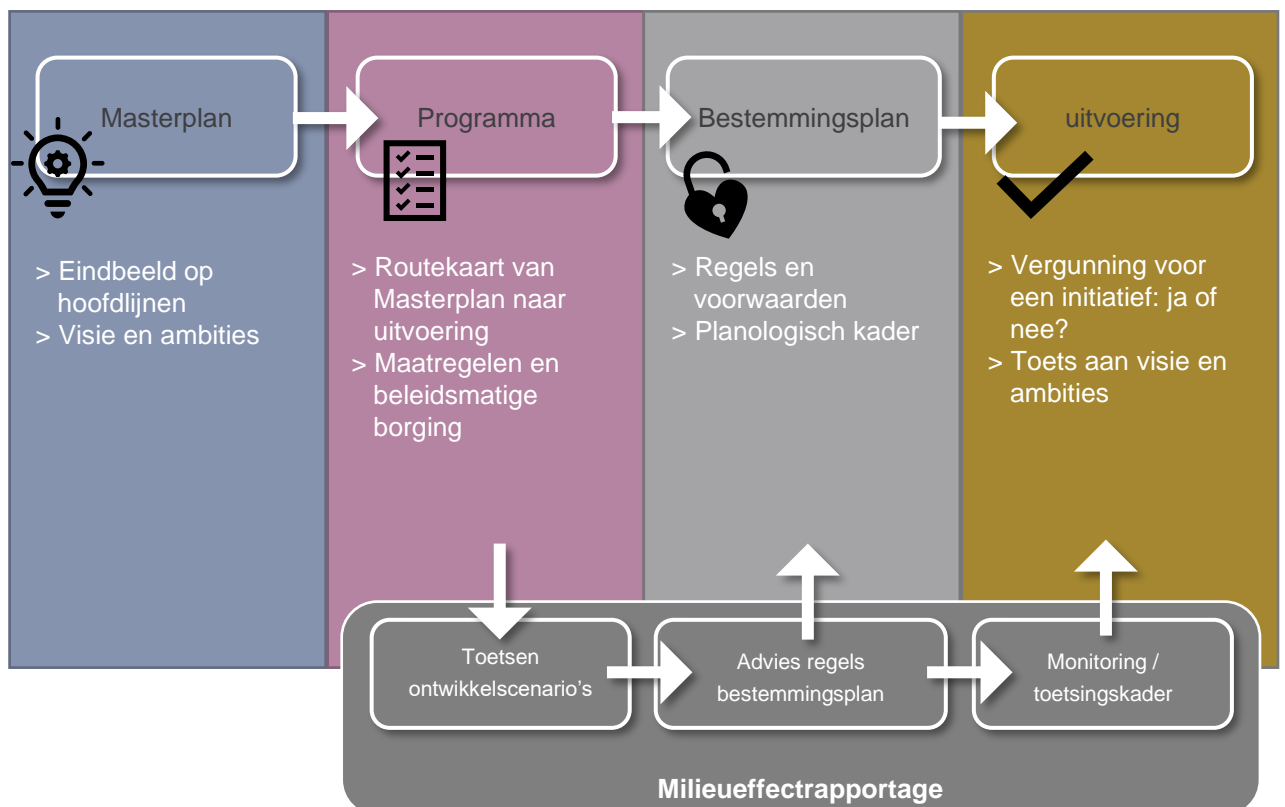 Masterplan
> Eindbeeld op
hoofdlijnen
> Visie en ambities
Programma
> Routekaart van
Masterplan naar
uitvoering
> Maatregelen en
beleidsmatige
borging
Bestemmingsplan
> Regels en
voorwaarden
> Planologisch kader
uitvoering
> Vergunning voor
een initiatief: ja of
nee?
> Toets aan visie en
ambities
Toetsen
ontwikkelscenario's
Advies regels
bestemmingsplan
Monitoring /
toetsingskader
Milieueffectrapportage